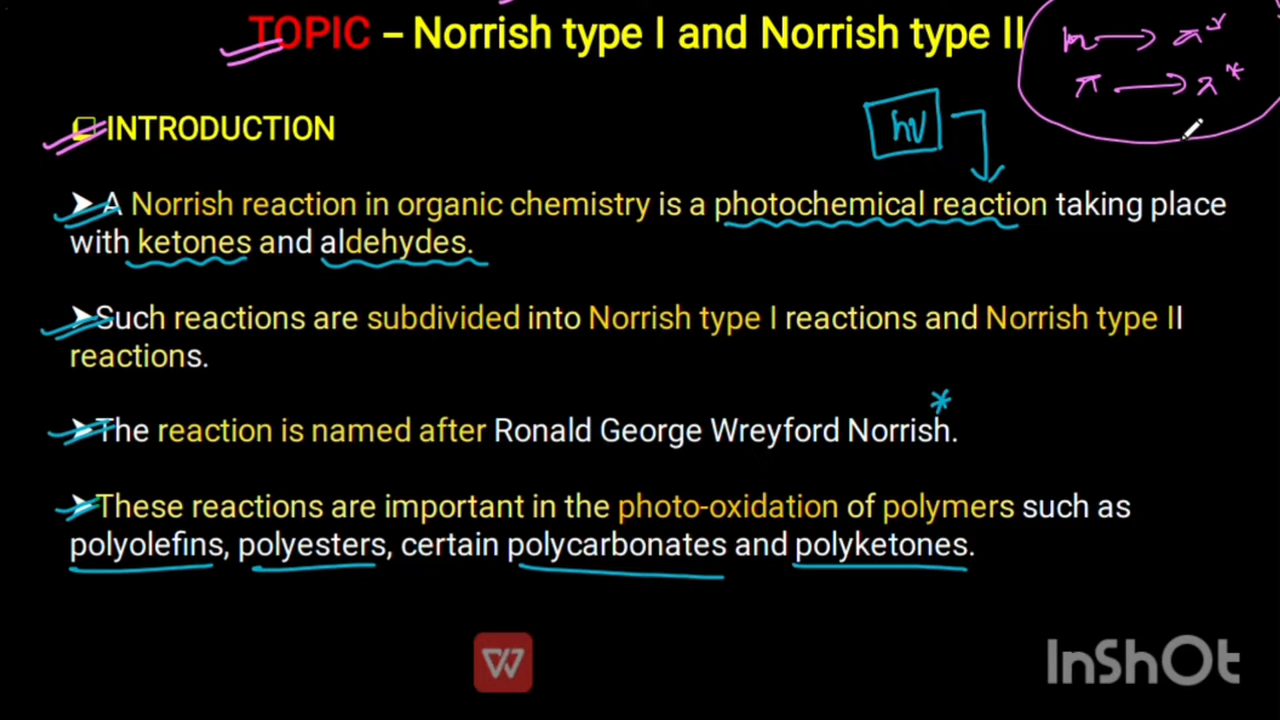 TOPIC – Norrish type I and Norrish type II
n → π*
π → π*
INTRODUCTION
hν
➤ A Norrish reaction in organic chemistry is a photochemical reaction taking place
with ketones and aldehydes.
➤ Such reactions are subdivided into Norrish type I reactions and Norrish type II
reactions.
*
➤ The reaction is named after Ronald George Wreyford Norrish.
➤ These reactions are important in the photo-oxidation of polymers such as
polyolefins, polyesters, certain polycarbonates and polyketones.
W
InShOt